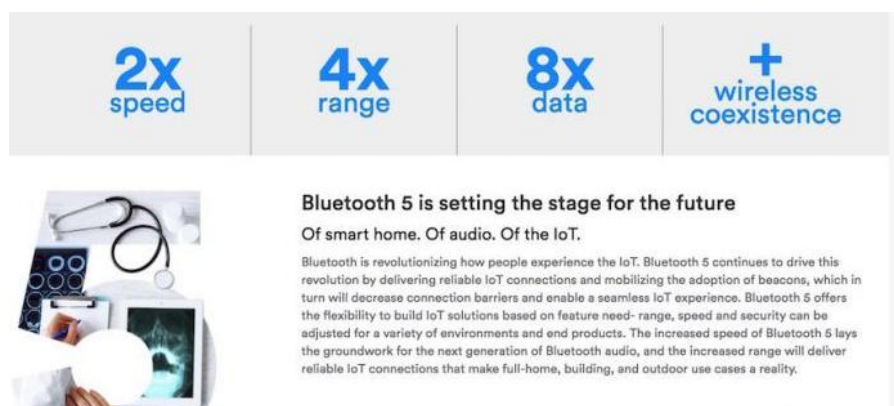 2x
speed
4x
range
8x
data
+
wireless
coexistence
Bluetooth 5 is setting the stage for the future
Of smart home. Of audio. Of the IoT.
Bluetooth is revolutionizing how people experience the IoT. Bluetooth 5 continues to drive this
revolution by delivering reliable IoT connections and mobilizing the adoption of beacons, which in
turn will decrease connection barriers and enable a seamless IoT experience. Bluetooth 5 offers
the flexibility to build IoT solutions based on feature need- range, speed and security can be
adjusted for a variety of environments and end products. The increased speed of Bluetooth 5 lays
the groundwork for the next generation of Bluetooth audio, and the increased range will deliver
reliable IoT connections that make full-home, building, and outdoor use cases a reality.